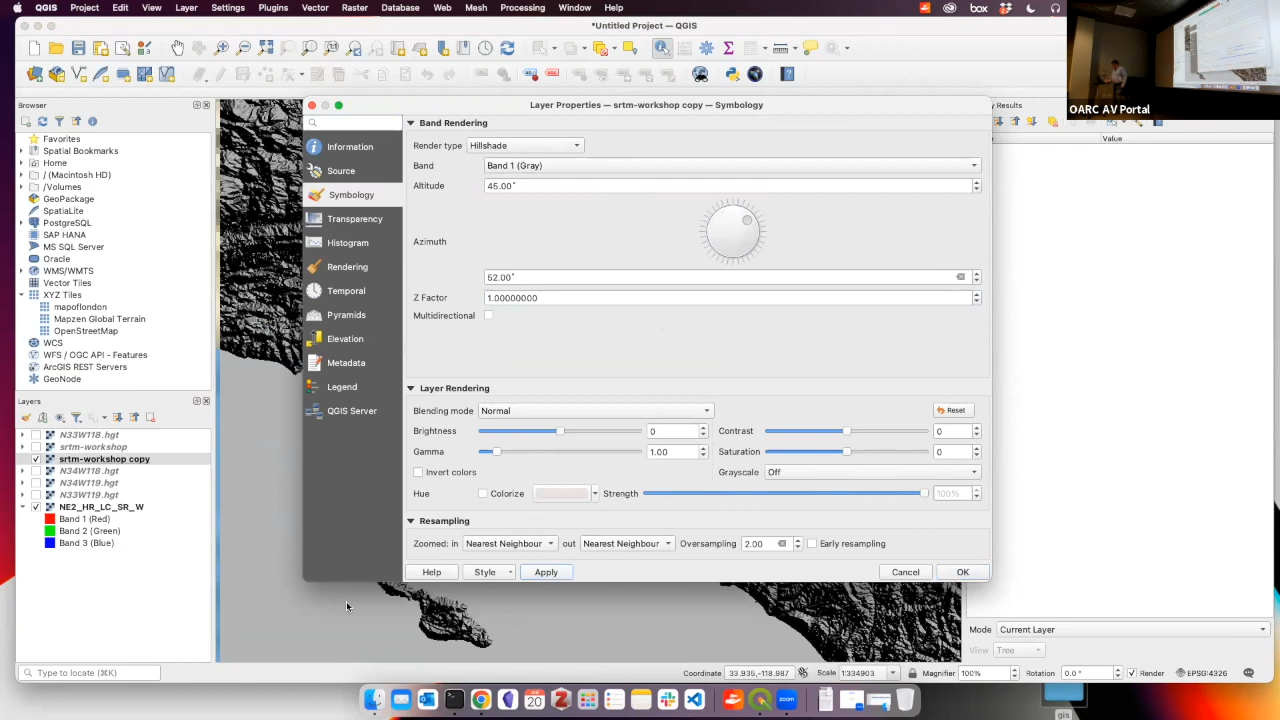 QGIS Project Edit View Layer Settings Plugins Vector Raster Database Web Mesh Processing Window Help box
*Untitled Project — QGIS
OARC AV Portal
Browser
Layer Properties — srtm-workshop copy — Symbology
y Results
Value
Favorites
Spatial Bookmarks
Home
/ (Macintosh HD)
/Volumes
GeoPackage
SpatiaLite
PostgreSQL
SAP HANA
MS SQL Server
Oracle
WMS/WMTS
Vector Tiles
XYZ Tiles
mapoflondon
Mapzen Global Terrain
OpenStreetMap
WCS
WFS / OGC API - Features
ArcGIS REST Servers
GeoNode
Layers
N33W118.hgt
srtm-workshop
srtm-workshop copy
N34W118.hgt
N34W119.hgt
N33W119.hgt
NE2_HR_LC_SR_W
Band 1 (Red)
Band 2 (Green)
Band 3 (Blue)
Information
Source
Symbology
Transparency
Histogram
Rendering
Temporal
Pyramids
Elevation
Metadata
Legend
QGIS Server
Band Rendering
Render type Hillshade
Band Band 1 (Gray)
Altitude 45.00°
Azimuth
52.00°
Z Factor 1.00000000
Multidirectional
Layer Rendering
Blending mode Normal Reset
Brightness 0 Contrast 0
Gamma 1.00 Saturation 0
Invert colors Grayscale Off
Hue Colorize Strength 100%
Resampling
Zoomed: in Nearest Neighbour out Nearest Neighbour Oversampling 2.00 Early resampling
Help Style Apply Cancel OK
Mode Current Layer
View Tree
Type to locate (⌘K) Coordinate 33.935,-118.987 Scale 1:334903 Magnifier 100% Rotation 0.0° Render EPSG:4326
JAN
20
zoom
gis